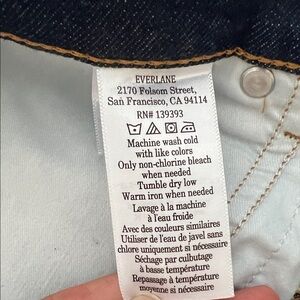 EVERLANE
2170 Folsom Street,
San Francisco, CA 94114
RN# 139393
Machine wash cold
with like colors
Only non-chlorine bleach
when needed
Tumble dry low
Warm iron when needed
Lavage à la machine
à l'eau froide
Avec des couleurs similaires
Utiliser de l'eau de javel sans
chlore uniquement si nécessaire
Séchage par culbutage
à basse température
Repassage à température
chaude si nécessaire